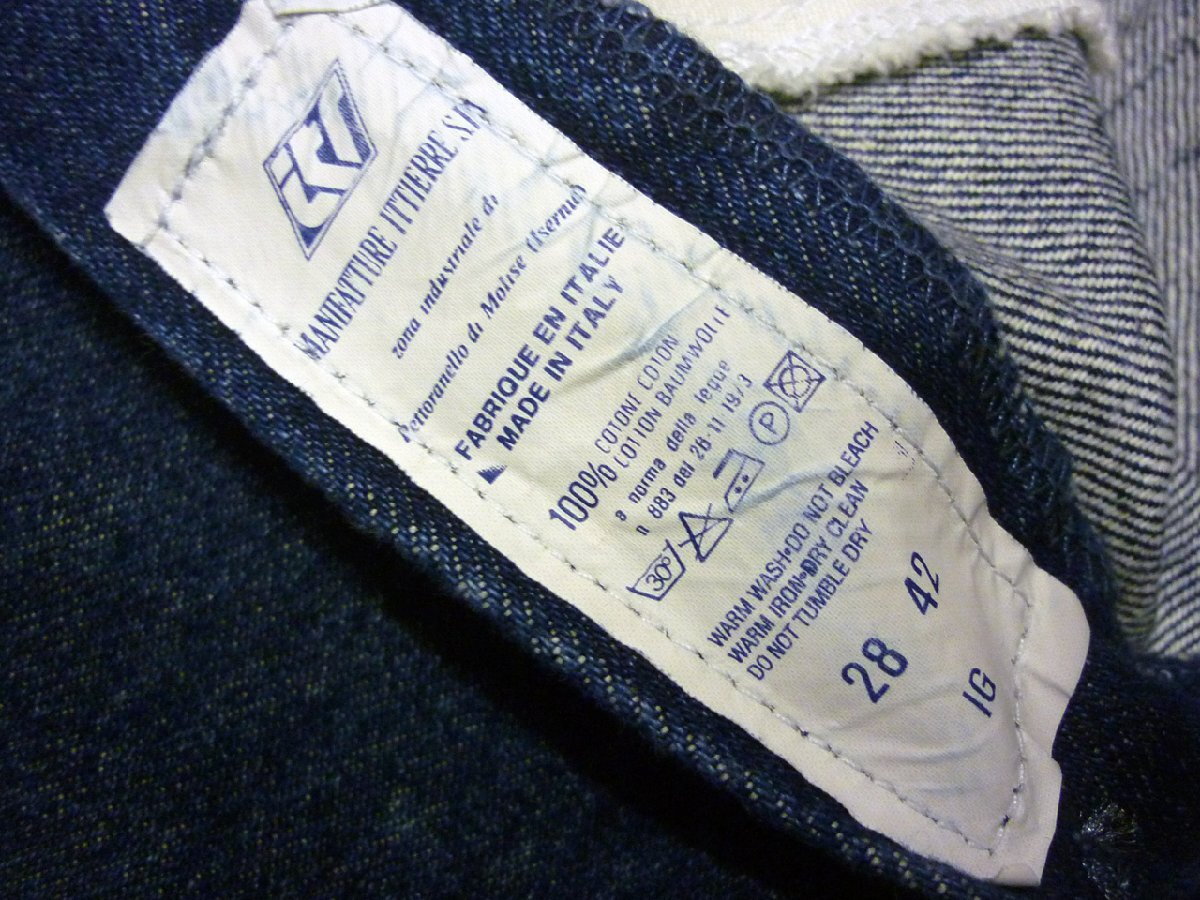 MANIFATTURE ITTIERRE S.P.A
zona industriale di
Pettoranello di Molise (Isernia)
FABRIQUE EN ITALIE
MADE IN ITALY
100% COTONE COTON
COTTON BAUMWOLLE
a norma della legge
n 883 del 26-11-1973
30°
P
WARM WASH•DO NOT BLEACH
WARM IRON•DRY CLEAN
DO NOT TUMBLE DRY
28 42
IG